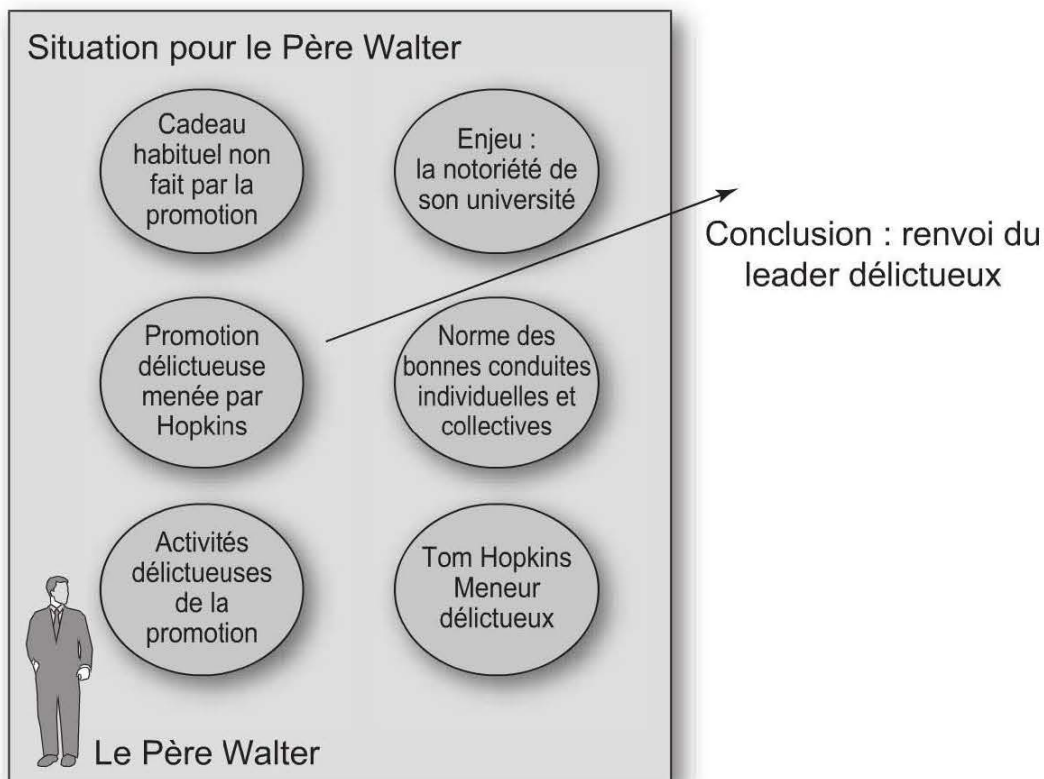 Situation pour le Père Walter
Cadeau
habituel non
fait par la
promotion
Enjeu :
la notoriété de
son université
Conclusion : renvoi du
leader délictueux
Promotion
délictueuse
menée par
Hopkins
Norme des
bonnes conduites
individuelles et
collectives
Activités
délictueuses
de la
promotion
Tom Hopkins
Meneur
délictueux
Le Père Walter